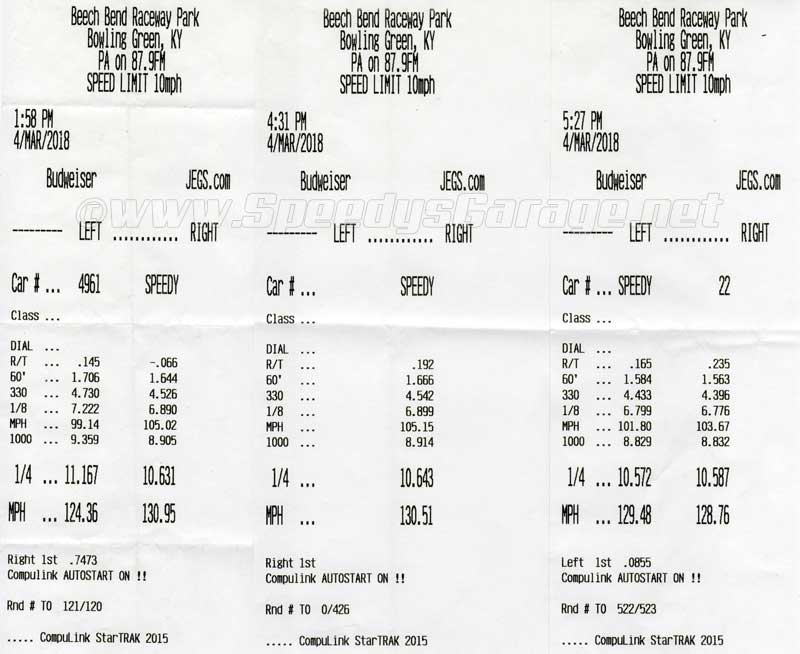 Beech Bend Raceway Park
Bowling Green, KY
PA on 87.9FM
SPEED LIMIT 10mph
1:58 PM
4/MAR/2018
Budweiser JEGS.com
--------- LEFT ............ RIGHT
Car # ... 4961 SPEEDY
Class ...
DIAL ...
R/T ... .145 -.066
60' ... 1.706 1.644
330 ... 4.730 4.526
1/8 ... 7.222 6.890
MPH ... 99.14 105.02
1000 ... 9.359 8.905
1/4 ... 11.167 10.631
MPH ... 124.36 130.95
Right 1st .7473
Compulink AUTOSTART ON !!
Rnd # TO 121/120
..... CompuLink StarTRAK 2015
Beech Bend Raceway Park
Bowling Green, KY
PA on 87.9FM
SPEED LIMIT 10mph
4:31 PM
4/MAR/2018
Budweiser JEGS.com
--------- LEFT ............ RIGHT
Car # ... SPEEDY
Class ...
DIAL ...
R/T ... .192
60' ... 1.666
330 ... 4.542
1/8 ... 6.899
MPH ... 105.15
1000 ... 8.914
1/4 ... 10.643
MPH ... 130.51
Right 1st
Compulink AUTOSTART ON !!
Rnd # TO 0/426
..... CompuLink StarTRAK 2015
Beech Bend Raceway Park
Bowling Green, KY
PA on 87.9FM
SPEED LIMIT 10mph
5:27 PM
4/MAR/2018
Budweiser JEGS.com
--------- LEFT ............ RIGHT
Car # ... SPEEDY 22
Class ...
DIAL ...
R/T ... .165 .235
60' ... 1.584 1.563
330 ... 4.433 4.396
1/8 ... 6.799 6.776
MPH ... 101.80 103.67
1000 ... 8.829 8.832
1/4 ... 10.572 10.587
MPH ... 129.48 128.76
Left 1st .0855
Compulink AUTOSTART ON !!
Rnd # TO 522/523
..... CompuLink StarTRAK 2015
©www.SpeedysGarage.net